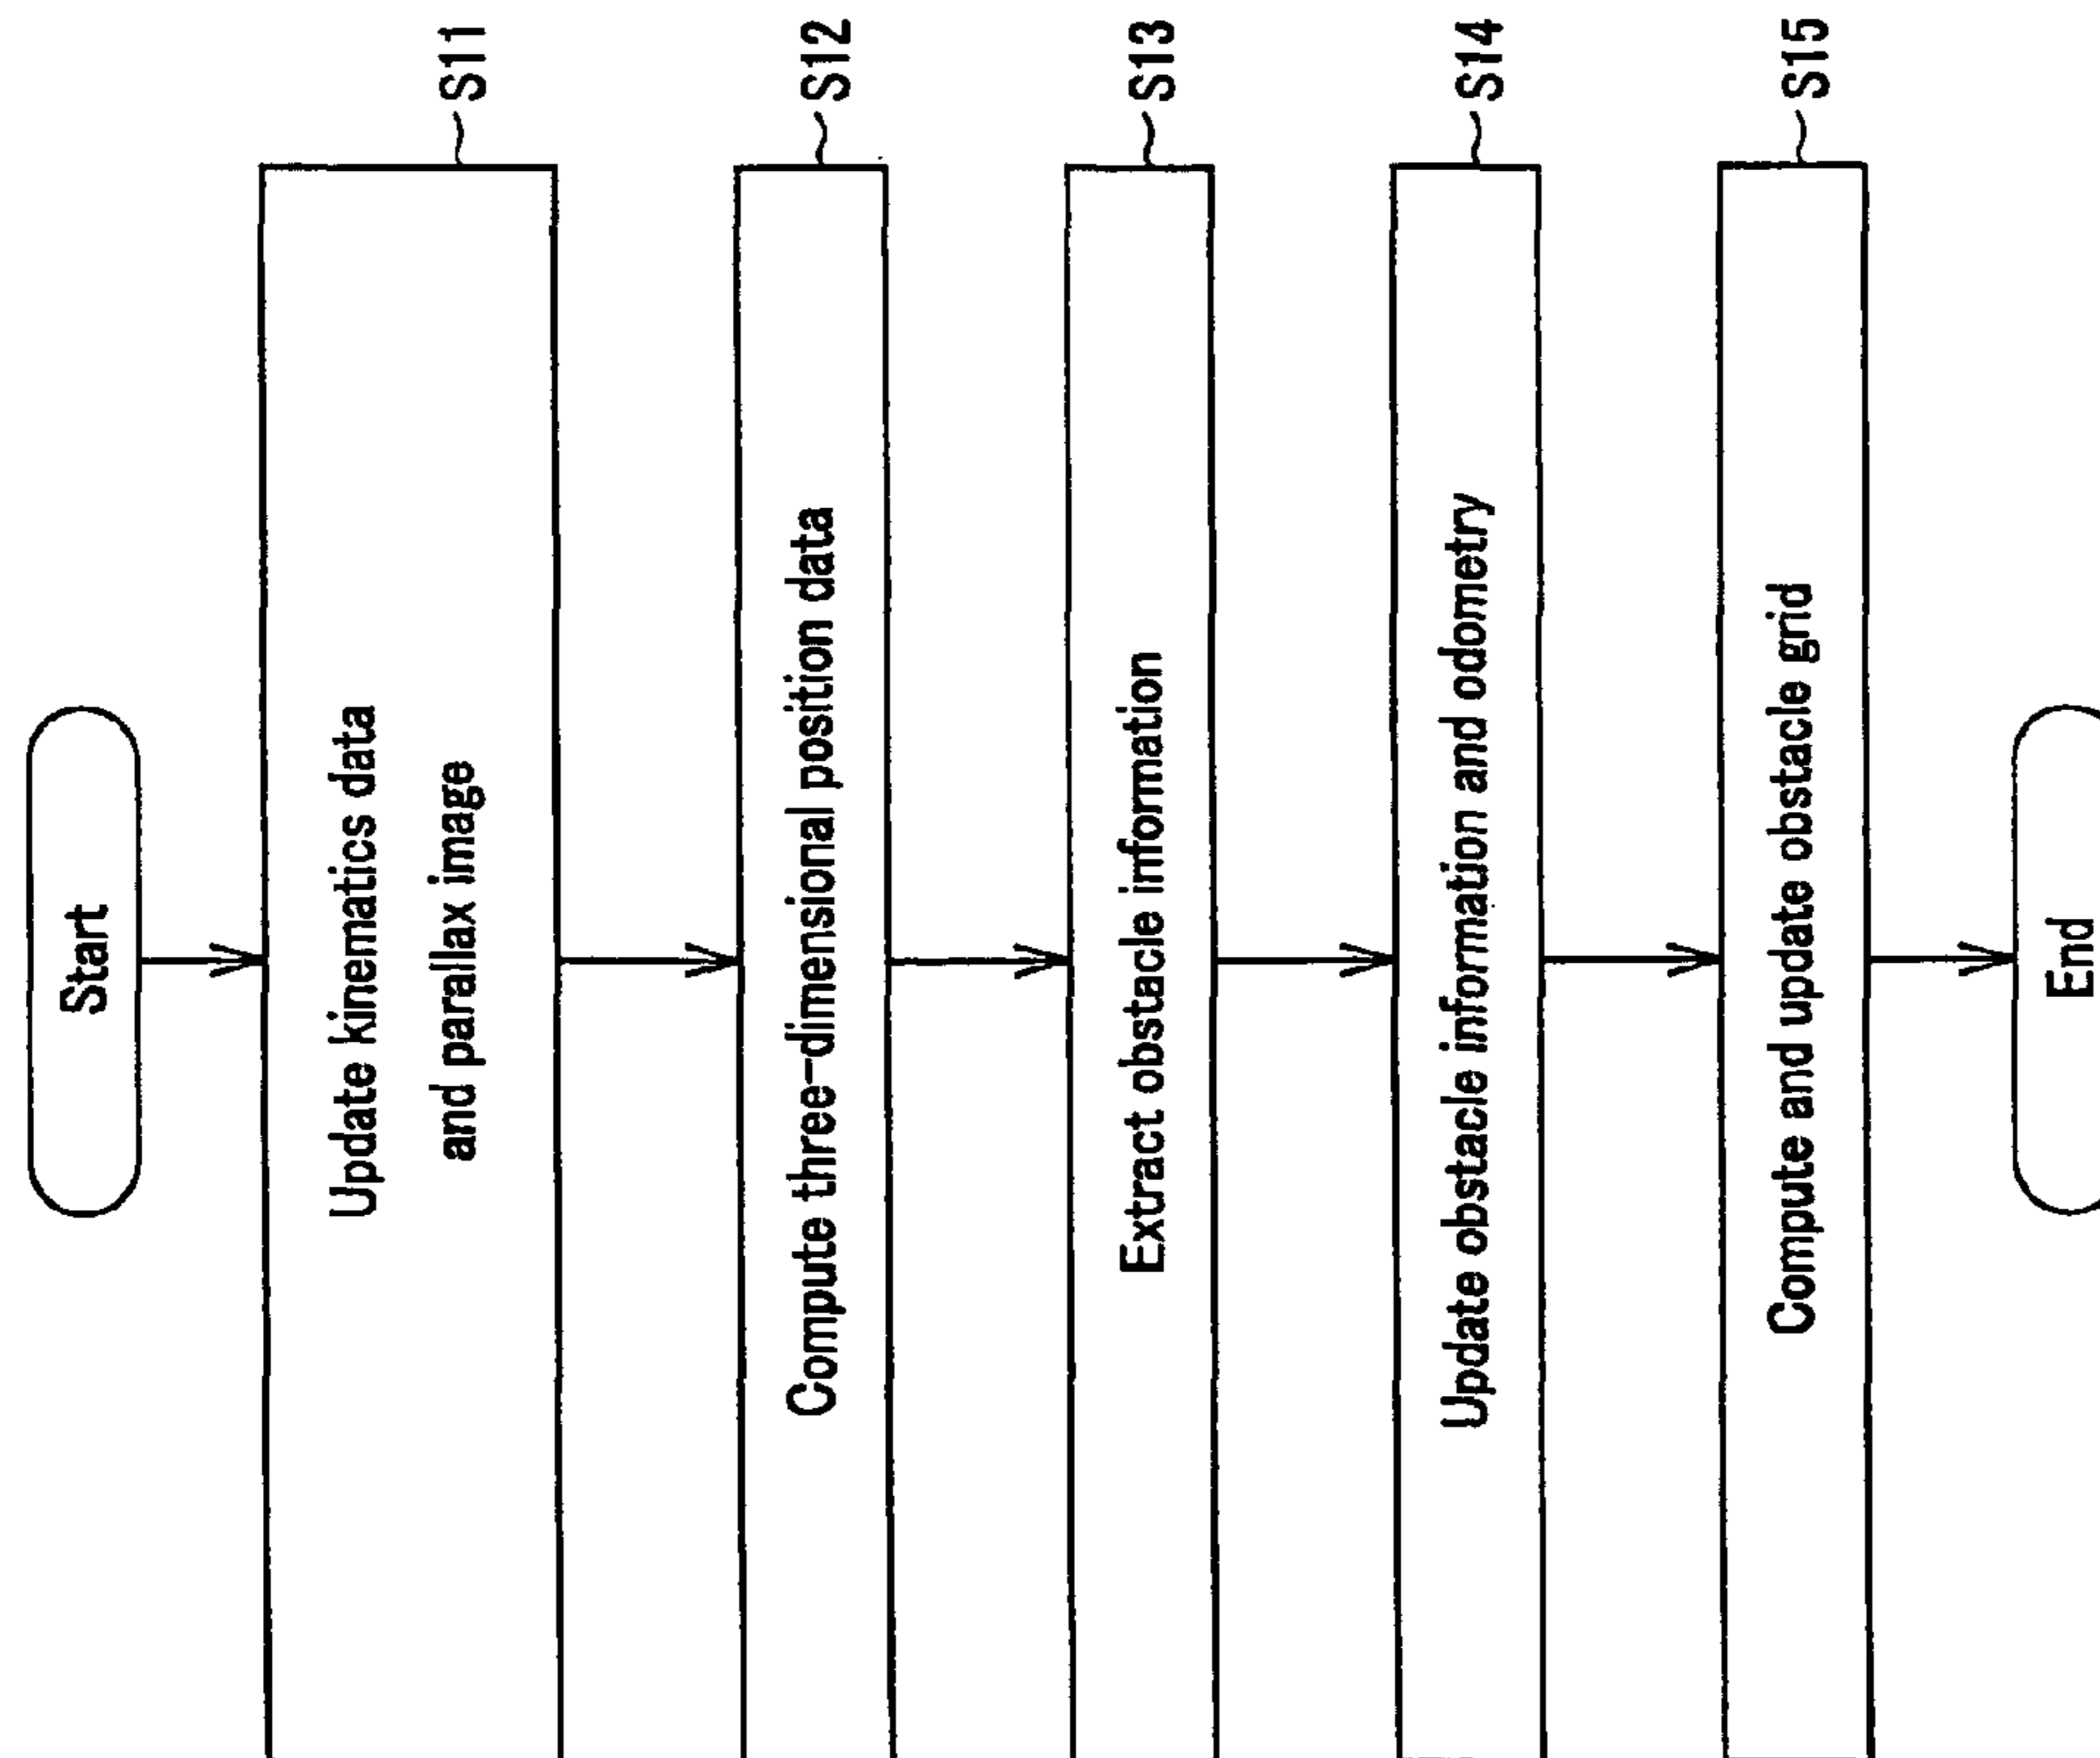 Start
Update kinematics data
and parallax image
S11
Compute three-dimensional position data
S12
Extract obstacle information
S13
Update obstacle information and odometry
S14
Compute and update obstacle grid
S15
End